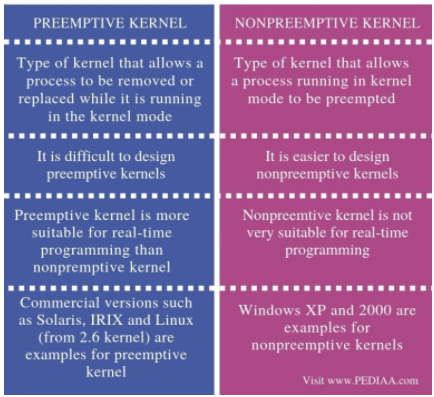 PREEMPTIVE KERNEL
NONPREEMPTIVE KERNEL
Type of kernel that allows a
process to be removed or
replaced while it is running
in the kernel mode
Type of kernel that allows
a process running in kernel
mode to be preempted
It is difficult to design
preemptive kernels
It is easier to design
nonpreemptive kernels
Preemptive kernel is more
suitable for real-time
programming than
nonpremptive kernel
Nonpreemtive kernel is not
very suitable for real-time
programming
Commercial versions such
as Solaris, IRIX and Linux
(from 2.6 kernel) are
examples for preemptive
kernel
Windows XP and 2000 are
examples for
nonpreemptive kernels
Visit www.PEDIAA.com